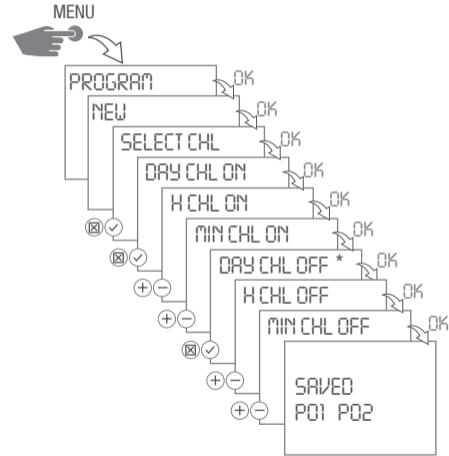 MENU
PROGRAM
OK
NEW
OK
SELECT CHL
OK
DAY CHL ON
OK
H CHL ON
OK
MIN CHL ON
OK
DAY CHL OFF *
OK
H CHL OFF
OK
MIN CHL OFF
OK
SAVED
P01 P02